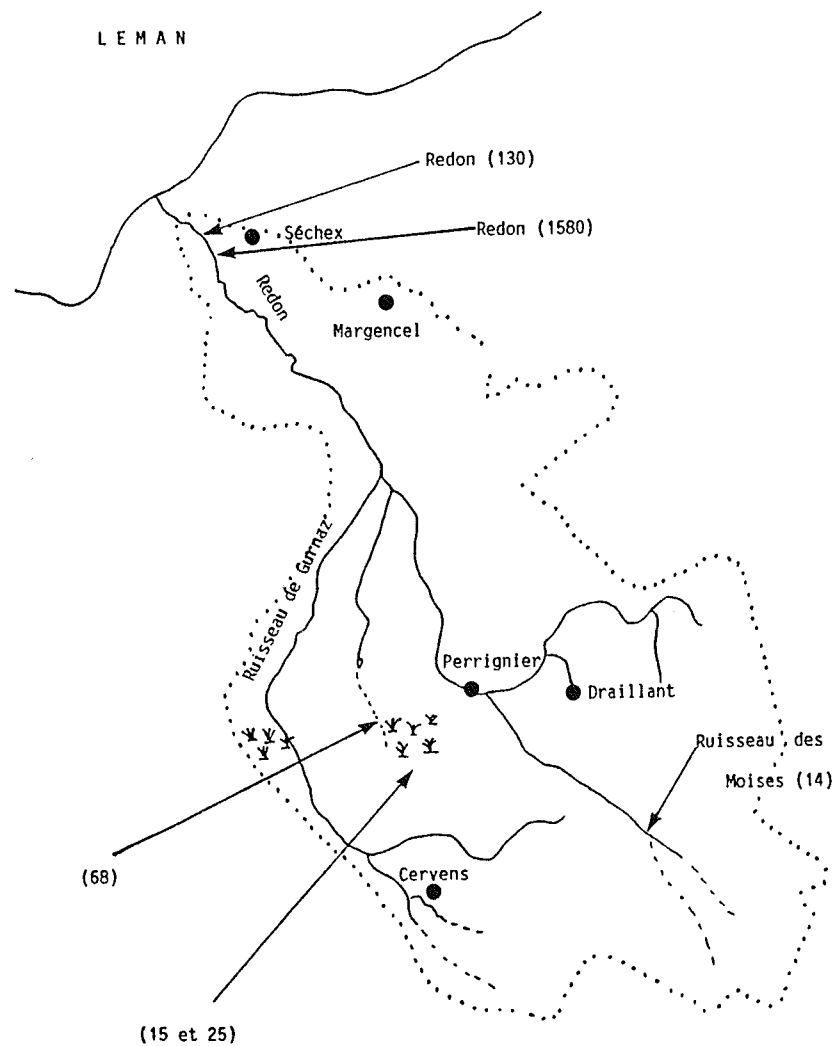 LEMAN
Redon (130)
Séchex
Redon (1580)
Redon
Margencel
Ruisseau de Gurnaz
Perrignier
Draillant
Ruisseau des
Moises (14)
(68)
Cervens
(15 et 25)